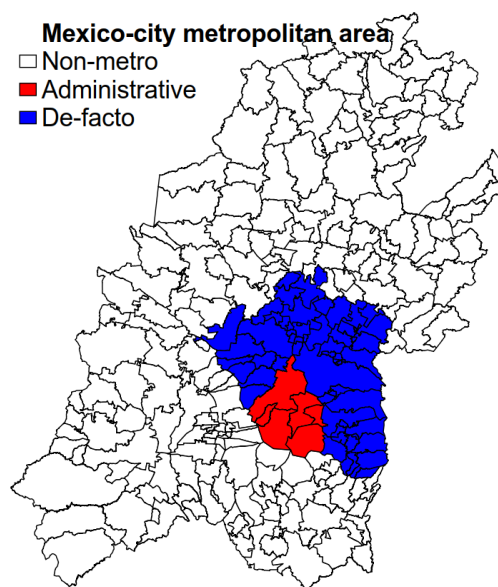 Mexico-city metropolitan area
Non-metro
Administrative
De-facto